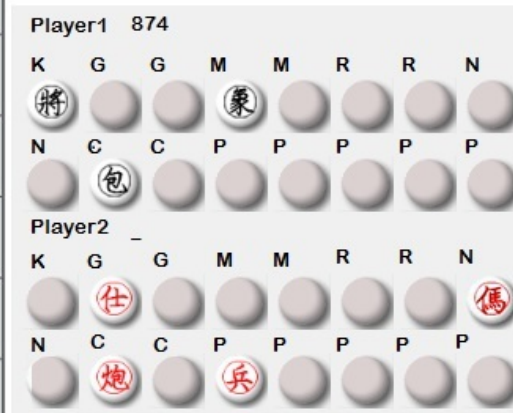 Player1 874
K G G M M R R N
將 象
N C C P P P P P
包
Player2 _
K G G M M R R N
仕 傌
N C C P P P P P
炮 兵